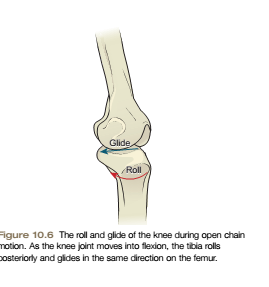 Glide
Roll
Figure 10.6 The roll and glide of the knee during open chain
motion. As the knee joint moves into flexion, the tibia rolls
posteriorly and glides in the same direction on the femur.